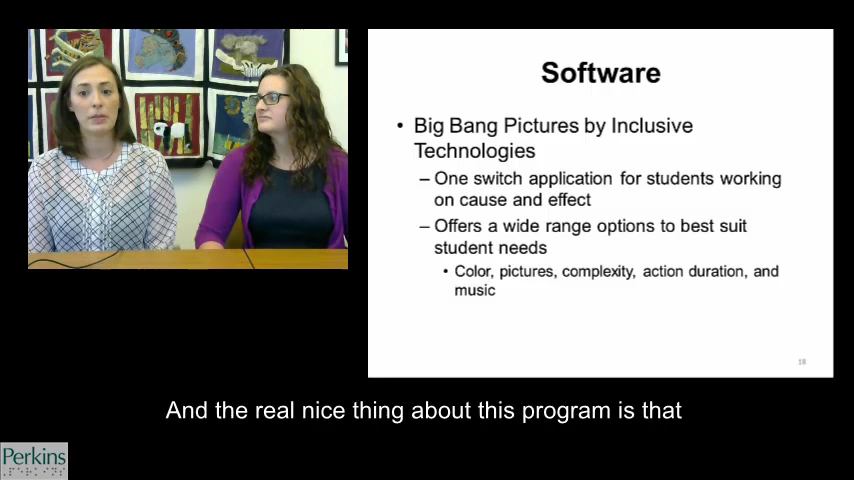 Software
• Big Bang Pictures by Inclusive
Technologies
– One switch application for students working
on cause and effect
– Offers a wide range options to best suit
student needs
• Color, pictures, complexity, action duration, and
music
18
And the real nice thing about this program is that
Perkins